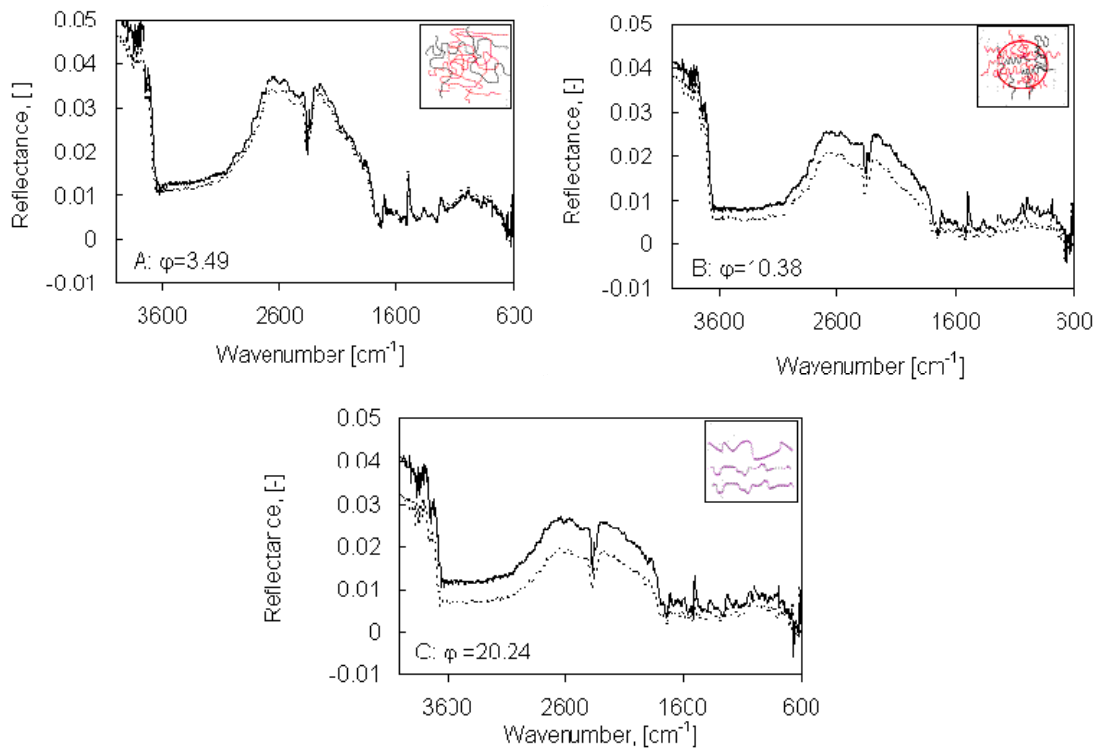 0.05
0.04
0.03
0.02
0.01
0
-0.01
Reflectance, [ ]
A: φ=3.49
3600 2600 1600 600
Wavenumber [cm-1]
0.05
0.04
0.03
0.02
0.01
0
-0.01
Reflectance, [-]
B: φ=10.38
3600 2600 1600 600
Wavenumber [cm-1]
0.05
0.04
0.03
0.02
0.01
0
-0.01
Reflectance, [-]
C: φ =20.24
3600 2600 1600 600
Wavenumber, [cm-1]